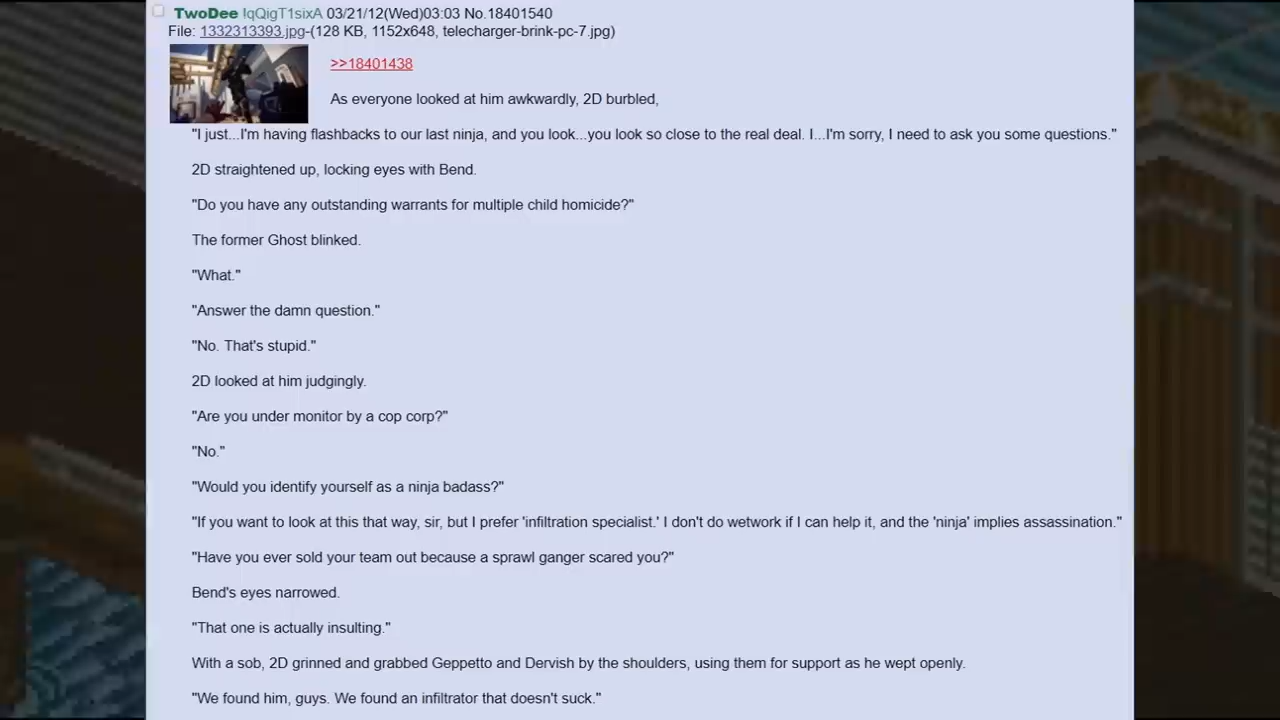 TwoDee !qQigT1sixA 03/21/12(Wed)03:03 No.18401540
File: 1332313393.jpg-(128 KB, 1152x648, telecharger-brink-pc-7.jpg)
>>18401438
As everyone looked at him awkwardly, 2D burbled,
"I just...I'm having flashbacks to our last ninja, and you look...you look so close to the real deal. I...I'm sorry, I need to ask you some questions."
2D straightened up, locking eyes with Bend.
"Do you have any outstanding warrants for multiple child homicide?"
The former Ghost blinked.
"What."
"Answer the damn question."
"No. That's stupid."
2D looked at him judgingly.
"Are you under monitor by a cop corp?"
"No."
"Would you identify yourself as a ninja badass?"
"If you want to look at this that way, sir, but I prefer 'infiltration specialist.' I don't do wetwork if I can help it, and the 'ninja' implies assassination."
"Have you ever sold your team out because a sprawl ganger scared you?"
Bend's eyes narrowed.
"That one is actually insulting."
With a sob, 2D grinned and grabbed Geppetto and Dervish by the shoulders, using them for support as he wept openly.
"We found him, guys. We found an infiltrator that doesn't suck."